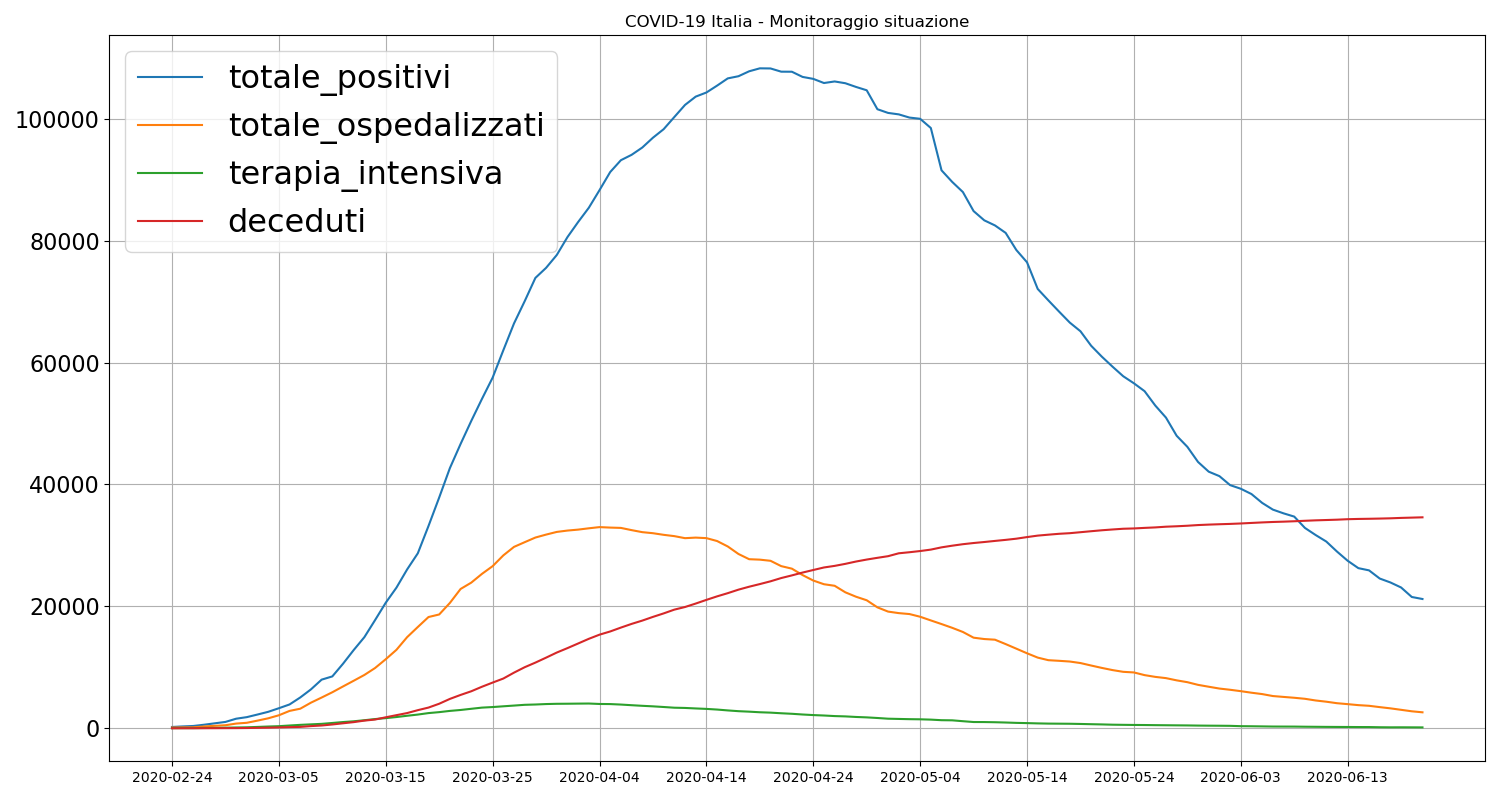 COVID-19 Italia - Monitoraggio situazione
totale_positivi
totale_ospedalizzati
terapia_intensiva
deceduti
100000
80000
60000
40000
20000
0
2020-02-24 2020-03-05 2020-03-15 2020-03-25 2020-04-04 2020-04-14 2020-04-24 2020-05-04 2020-05-14 2020-05-24 2020-06-03 2020-06-13